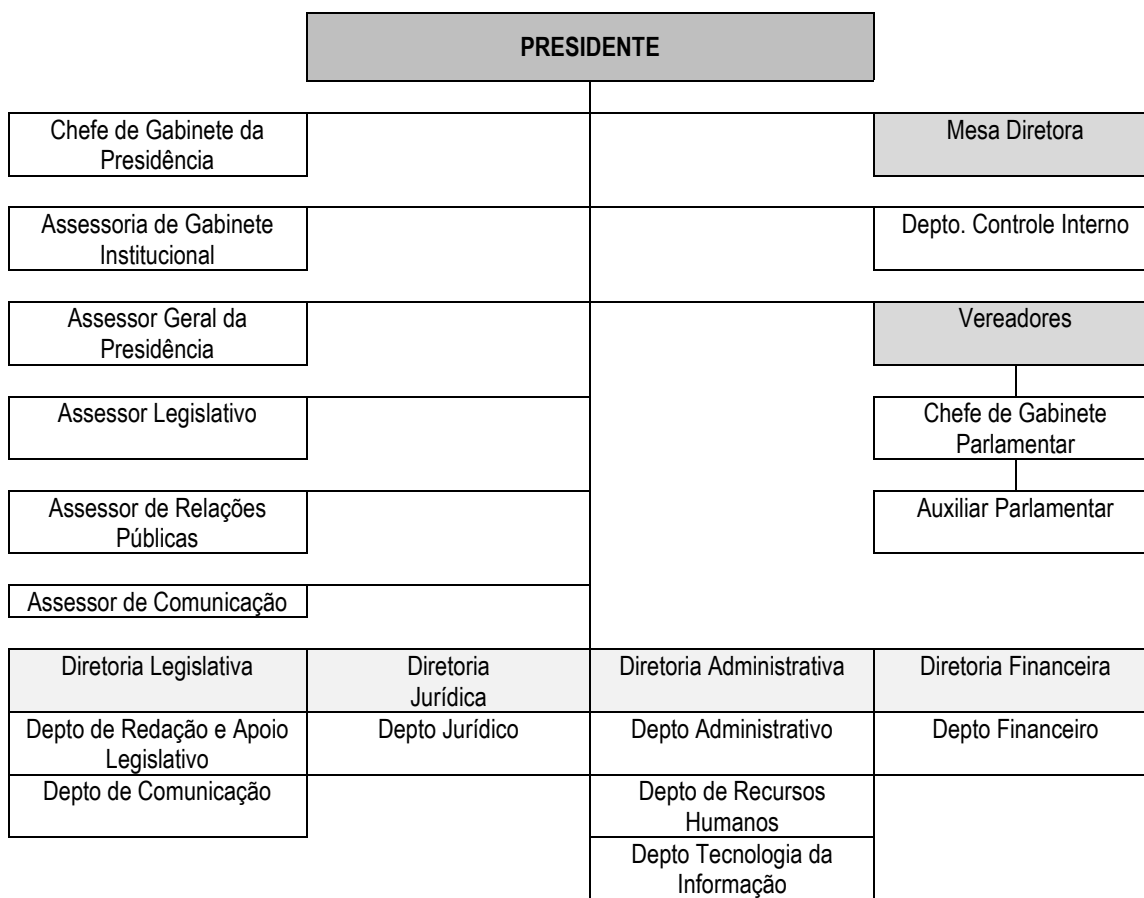 PRESIDENTE
Chefe de Gabinete da
Presidência
Mesa Diretora
Assessoria de Gabinete
Institucional
Depto. Controle Interno
Assessor Geral da
Presidência
Vereadores
Assessor Legislativo
Chefe de Gabinete
Parlamentar
Assessor de Relações
Públicas
Auxiliar Parlamentar
Assessor de Comunicação
Diretoria Legislativa
Diretoria
Jurídica
Diretoria Administrativa
Diretoria Financeira
Depto de Redação e Apoio
Legislativo
Depto Jurídico
Depto Administrativo
Depto Financeiro
Depto de Comunicação
Depto de Recursos
Humanos
Depto Tecnologia da
Informação